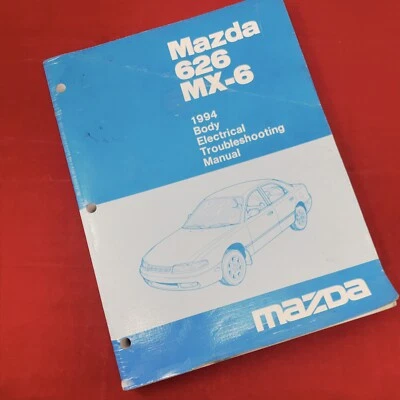 Mazda
626
MX-6
1994
Body
Electrical
Troubleshooting
Manual
mazda